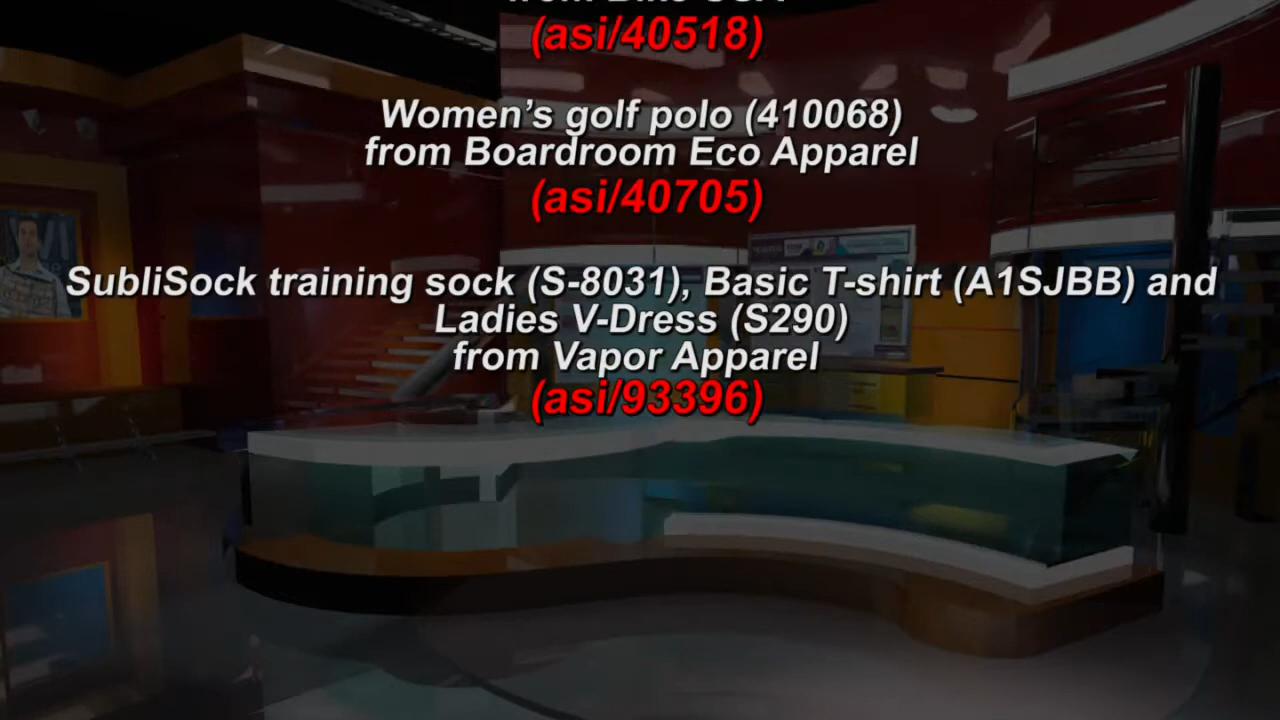 (asi/40518)
Women's golf polo (410068)
from Boardroom Eco Apparel
(asi/40705)
SubliSock training sock (S-8031), Basic T-shirt (A1SJBB) and
Ladies V-Dress (S290)
from Vapor Apparel
(asi/93396)